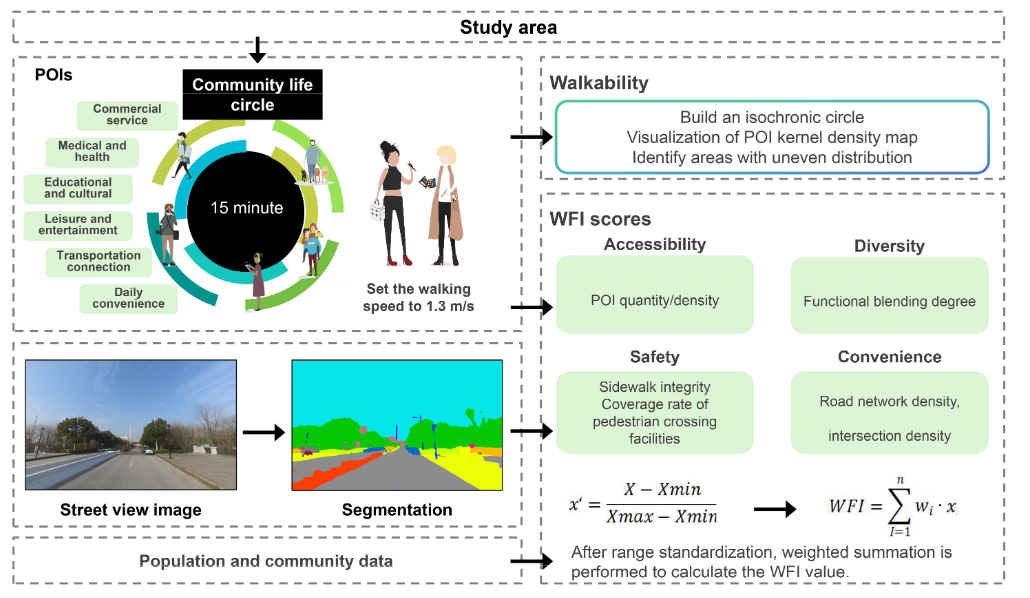 Study area
POIs
Community life
circle
Commercial
service
Medical and
health
Educational
and cultural
Leisure and
entertainment
Transportation
connection
Daily
convenience
15 minute
Set the walking
speed to 1.3 m/s
Walkability
Build an isochronic circle
Visualization of POI kernel density map
Identify areas with uneven distribution
WFI scores
Accessibility
POI quantity/density
Diversity
Functional blending degree
Safety
Sidewalk integrity
Coverage rate of
pedestrian crossing
facilities
Convenience
Road network density,
intersection density
Street view image
Segmentation
x‘ = (X − Xmin) / (Xmax − Xmin
WFI = ∑ⁿ_{I=1} wᵢ · x
After range standardization, weighted summation is
performed to calculate the WFI value.
Population and community data